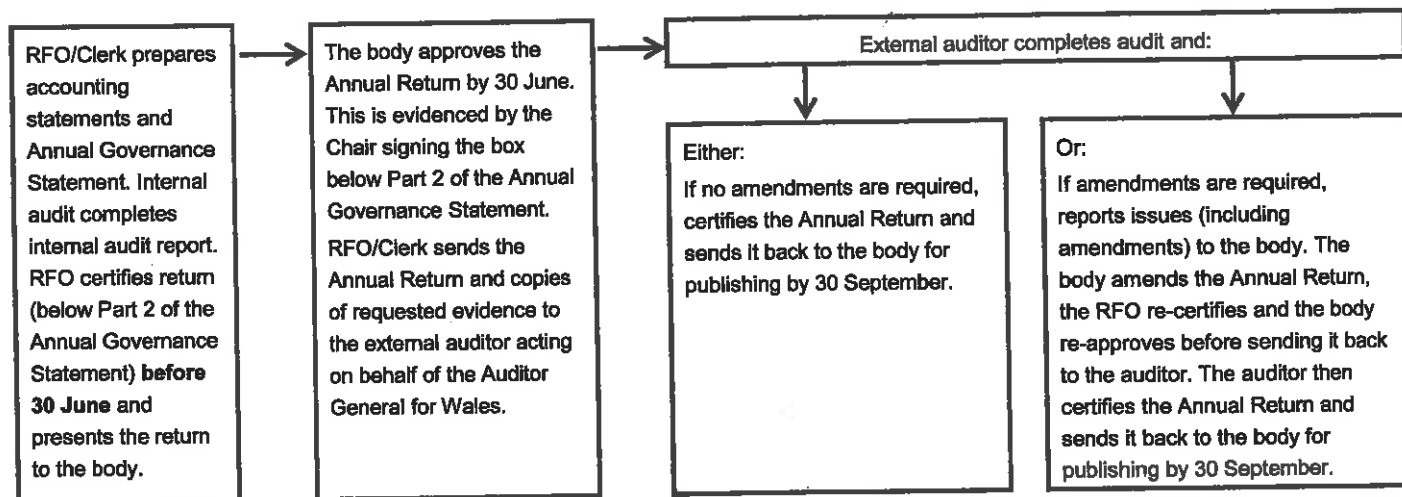 RFO/Clerk prepares
accounting
statements and
Annual Governance
Statement. Internal
audit completes
internal audit report.
RFO certifies return
(below Part 2 of the
Annual Governance
Statement) before
30 June and
presents the return
to the body.
The body approves the
Annual Return by 30 June.
This is evidenced by the
Chair signing the box
below Part 2 of the Annual
Governance Statement.
RFO/Clerk sends the
Annual Return and copies
of requested evidence to
the external auditor acting
on behalf of the Auditor
General for Wales.
External auditor completes audit and:
Either:
If no amendments are required,
certifies the Annual Return and
sends it back to the body for
publishing by 30 September.
Or:
If amendments are required,
reports issues (including
amendments) to the body. The
body amends the Annual Return,
the RFO re-certifies and the body
re-approves before sending it back
to the auditor. The auditor then
certifies the Annual Return and
sends it back to the body for
publishing by 30 September.